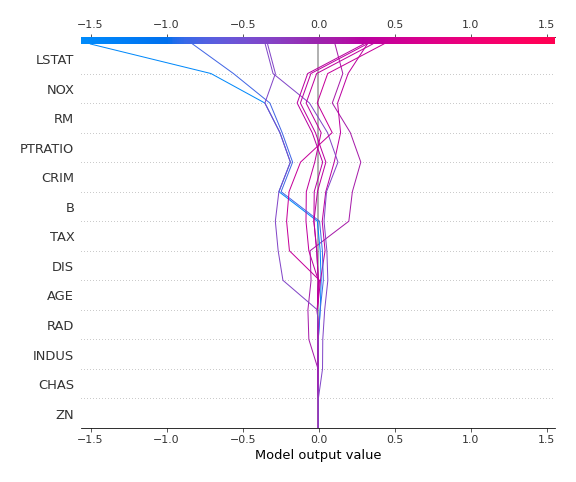 −1.5 −1.0 −0.5 0.0 0.5 1.0 1.5
LSTAT
NOX
RM
PTRATIO
CRIM
B
TAX
DIS
AGE
RAD
INDUS
CHAS
ZN
−1.5 −1.0 −0.5 0.0 0.5 1.0 1.5
Model output value